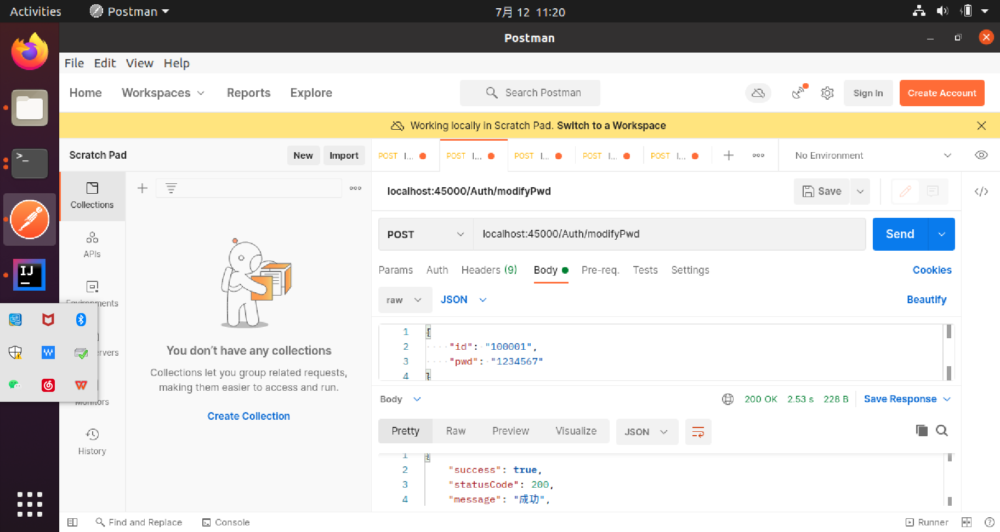 Activities
Postman
7月 12 11:20
Postman
File Edit View Help
Home Workspaces Reports Explore
Search Postman
Sign In
Create Account
Working locally in Scratch Pad. Switch to a Workspace
Scratch Pad
New
Import
POST l...
POST l...
POST l...
POST l...
POST l...
No Environment
Collections
localhost:45000/Auth/modifyPwd
Save
POST
localhost:45000/Auth/modifyPwd
Send
APIs
Params Auth Headers (9) Body Pre-req. Tests Settings
Cookies
raw
JSON
Beautify
1 {
2 "id": "100001",
3 "pwd": "1234567"
4 }
You don't have any collections
Collections let you group related requests,
making them easier to access and run.
Create Collection
History
Body
200 OK 2.53 s 228 B
Save Response
Pretty Raw Preview Visualize
JSON
1 {
2 "success": true,
3 "statusCode": 200,
4 "message": "成功",
Find and Replace
Console
Runner